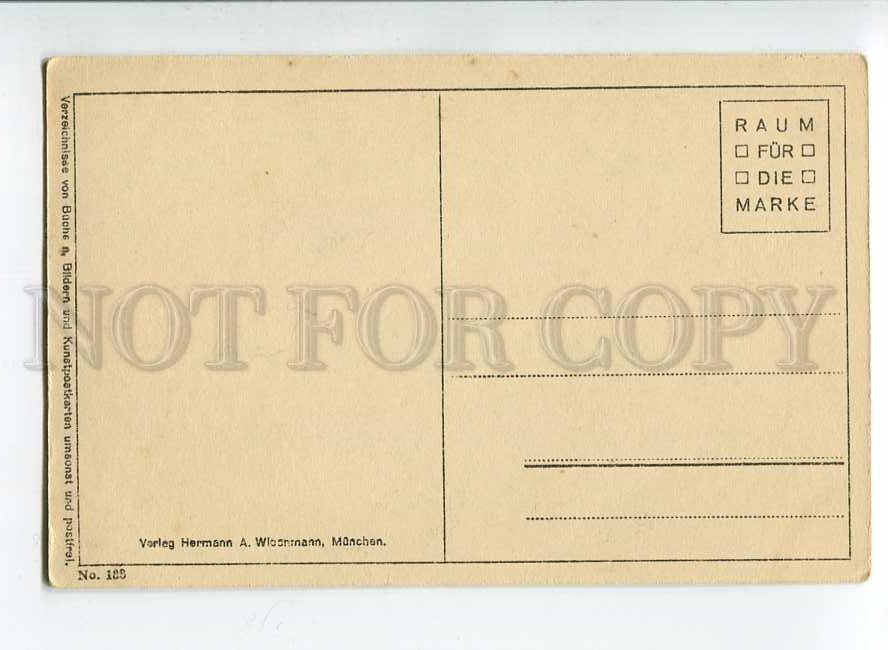 RAUM
□ FÜR □
□ DIE □
MARKE
Verzeichnisse von Büchern, Bildern und Kunstpostkarten umsonst und postfrei.
NOT FOR COPY
Verlag Hermann A. Wiechmann, München.
No. 188